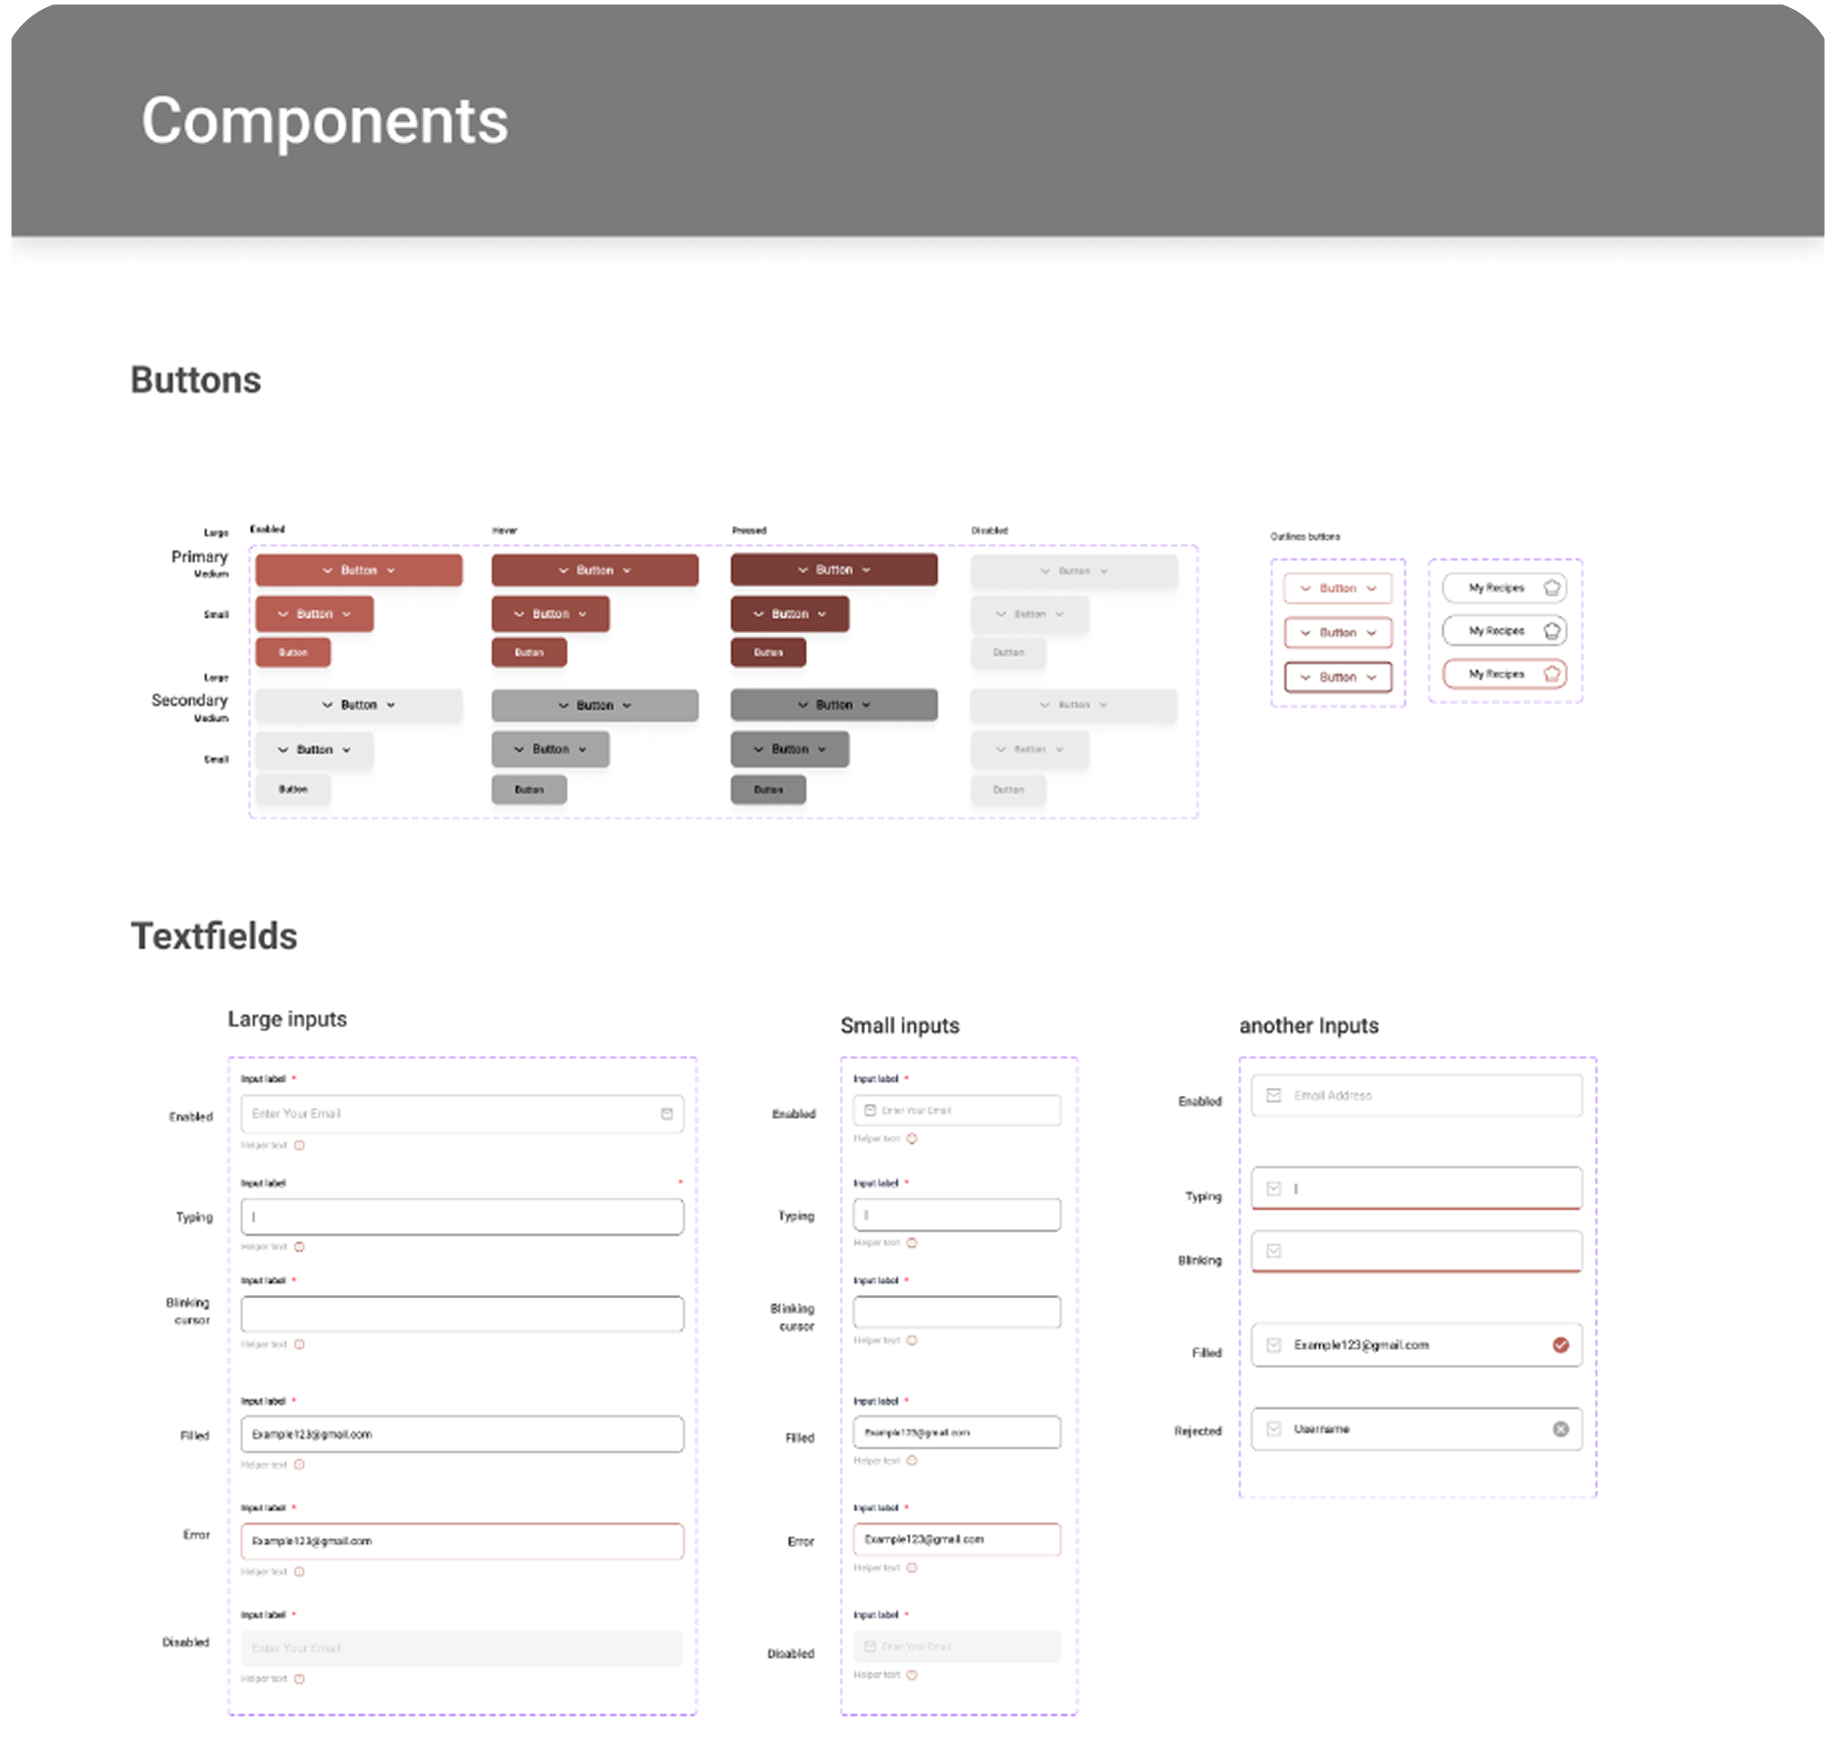 Components
Buttons
Large Enabled Hover Pressed Disabled
Outlines buttons
Primary
Medium
Button Button Button Button
Button My Recipes
Small
Button Button Button Button
Button My Recipes
Button Button Button Button
Button My Recipes
Large
Secondary
Medium
Button Button Button Button
Small
Button Button Button Button
Button Button Button Button
Textfields
Large inputs
Input label *
Enabled
Enter Your Email
Helper text
Input label *
Typing
|
Helper text
Input label *
Blinking
cursor
Helper text
Input label *
Filled
Example123@gmail.com
Helper text
Input label *
Error
Example123@gmail.com
Helper text
Input label *
Disabled
Enter Your Email
Helper text
Small inputs
Input label *
Enabled
Enter Your Email
Helper text
Input label *
Typing
|
Helper text
Input label *
Blinking
cursor
Helper text
Input label *
Filled
Example123@gmail.com
Helper text
Input label *
Error
Example123@gmail.com
Helper text
Input label *
Disabled
Enter Your Email
Helper text
another Inputs
Enabled
Email Address
Typing
|
Blinking
Filled
Example123@gmail.com
Rejected
Username